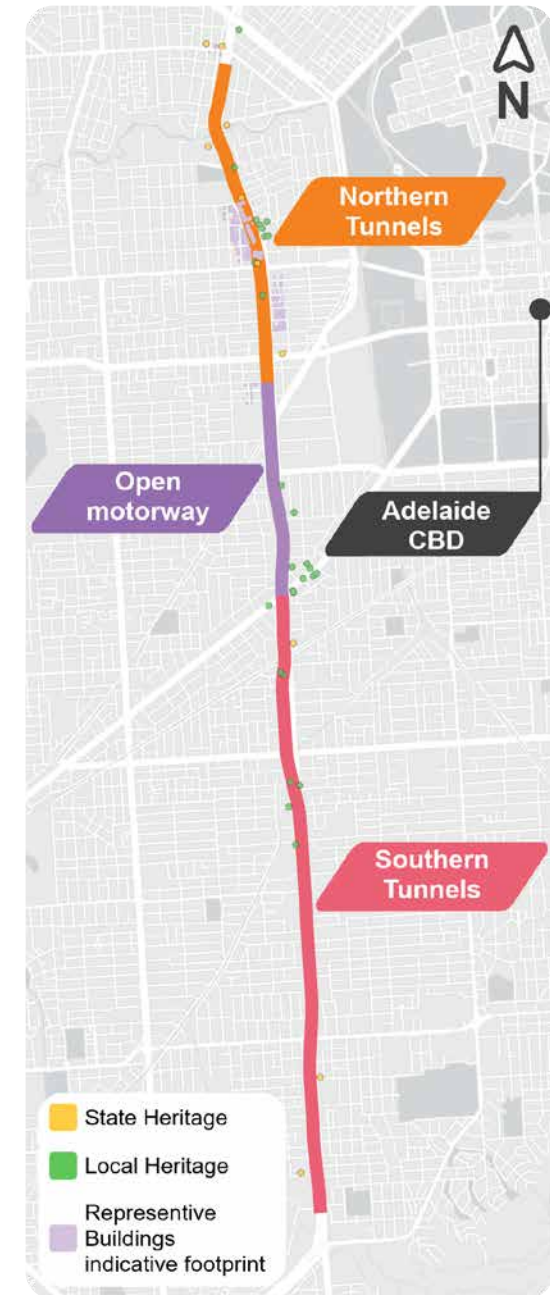 N
Northern
Tunnels
Open
motorway
Adelaide
CBD
Southern
Tunnels
State Heritage
Local Heritage
Representive
Buildings
indicative footprint